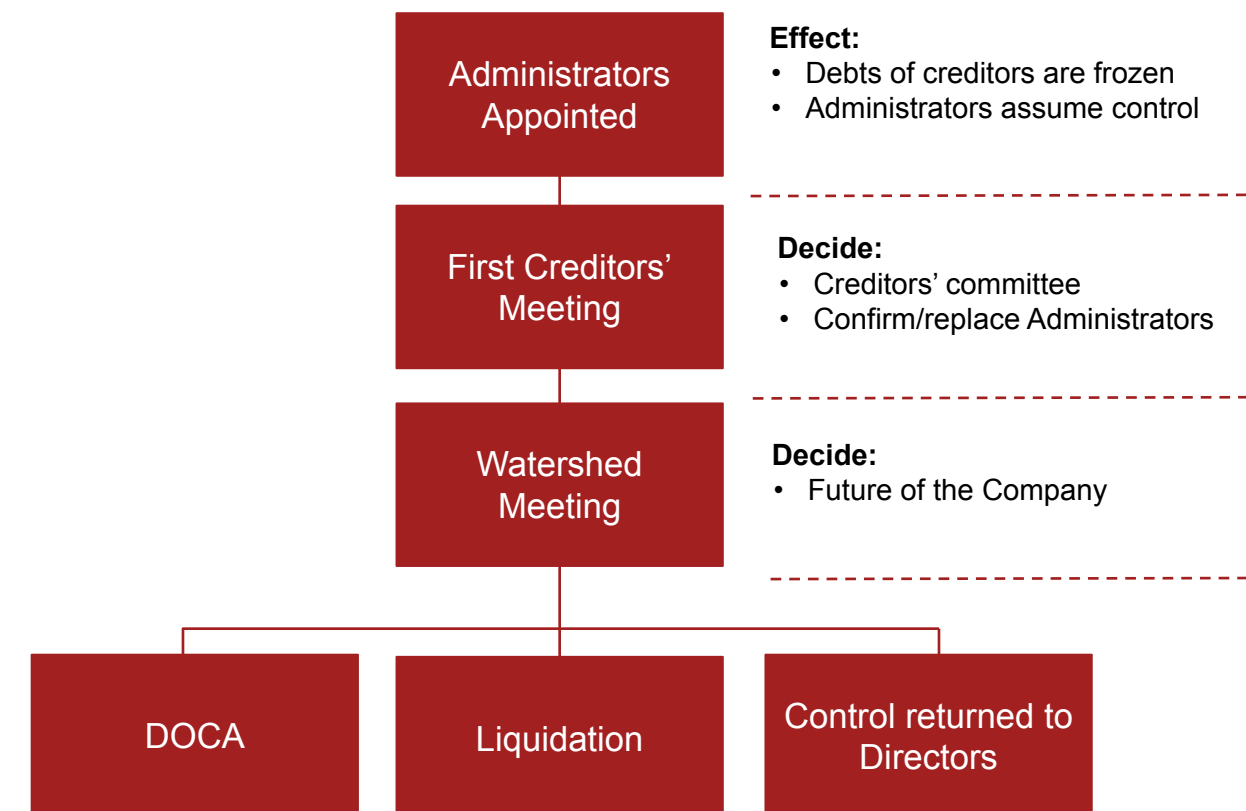 Administrators
Appointed
Effect:
• Debts of creditors are frozen
• Administrators assume control
First Creditors’
Meeting
Decide:
• Creditors’ committee
• Confirm/replace Administrators
Watershed
Meeting
Decide:
• Future of the Company
DOCA
Liquidation
Control returned to
Directors